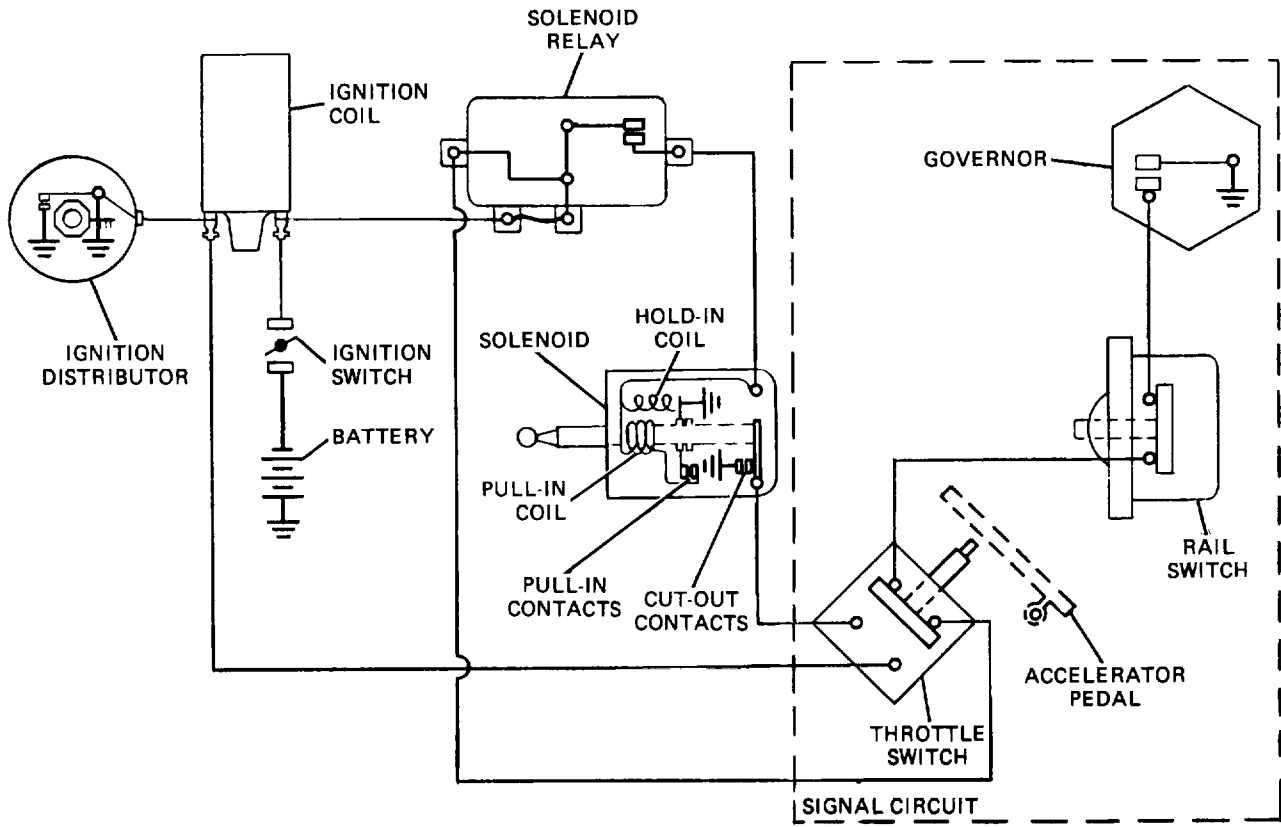 SOLENOID
RELAY
IGNITION
COIL
GOVERNOR
HOLD-IN
COIL
SOLENOID
IGNITION
DISTRIBUTOR
IGNITION
SWITCH
BATTERY
PULL-IN
COIL
RAIL
SWITCH
PULL-IN
CONTACTS
CUT-OUT
CONTACTS
ACCELERATOR
PEDAL
THROTTLE
SWITCH
SIGNAL CIRCUIT